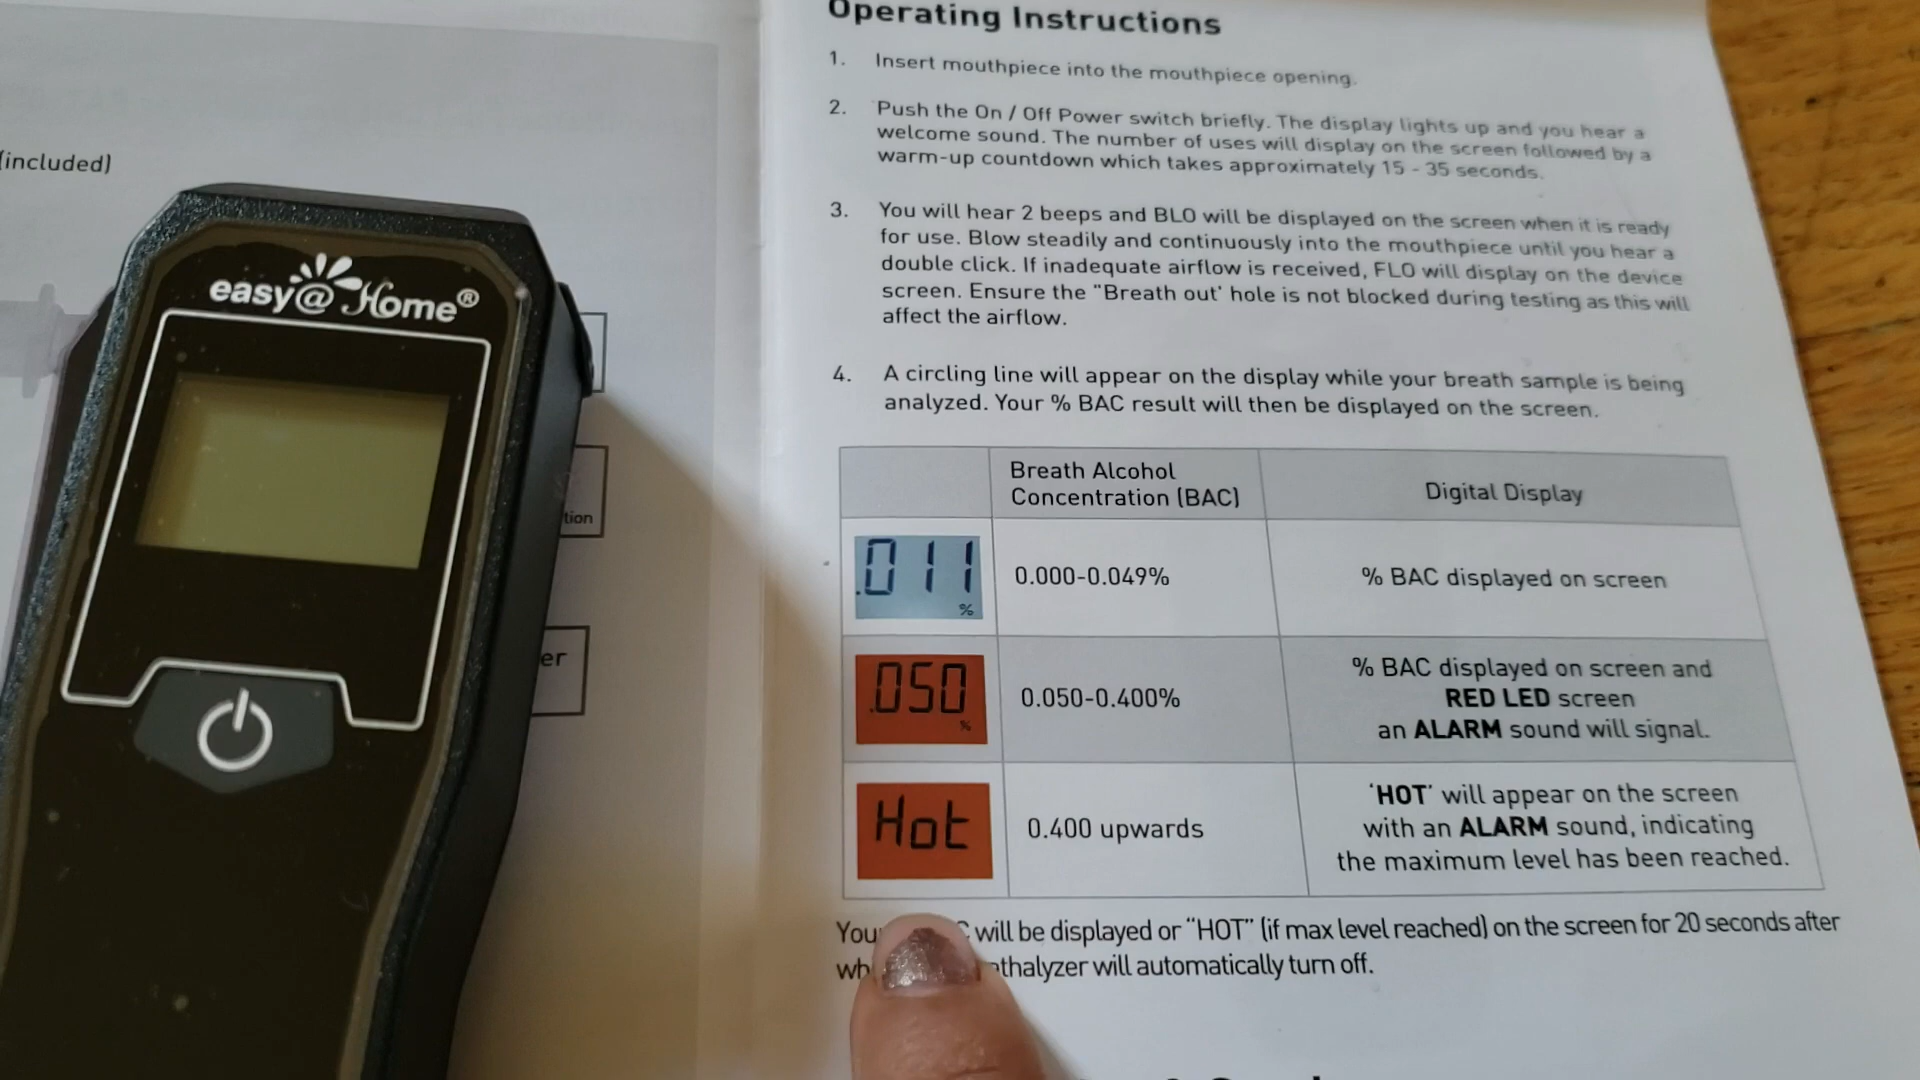 (included)
easy@Home®
tion
er
Operating Instructions
1. Insert mouthpiece into the mouthpiece opening.
2. Push the On / Off Power switch briefly. The display lights up and you hear a
welcome sound. The number of uses will display on the screen followed by a
warm-up countdown which takes approximately 15 - 35 seconds.
3. You will hear 2 beeps and BLO will be displayed on the screen when it is ready
for use. Blow steadily and continuously into the mouthpiece until you hear a
double click. If inadequate airflow is received, FLO will display on the device
screen. Ensure the "Breath out' hole is not blocked during testing as this will
affect the airflow.
4. A circling line will appear on the display while your breath sample is being
analyzed. Your % BAC result will then be displayed on the screen.
Breath Alcohol
Concentration (BAC)
Digital Display
.011 %
0.000-0.049%
% BAC displayed on screen
.050 %
0.050-0.400%
% BAC displayed on screen and
RED LED screen
an ALARM sound will signal.
Hot
0.400 upwards
'HOT' will appear on the screen
with an ALARM sound, indicating
the maximum level has been reached.
You will be displayed or "HOT" (if max level reached) on the screen for 20 seconds after
wh thalyzer will automatically turn off.